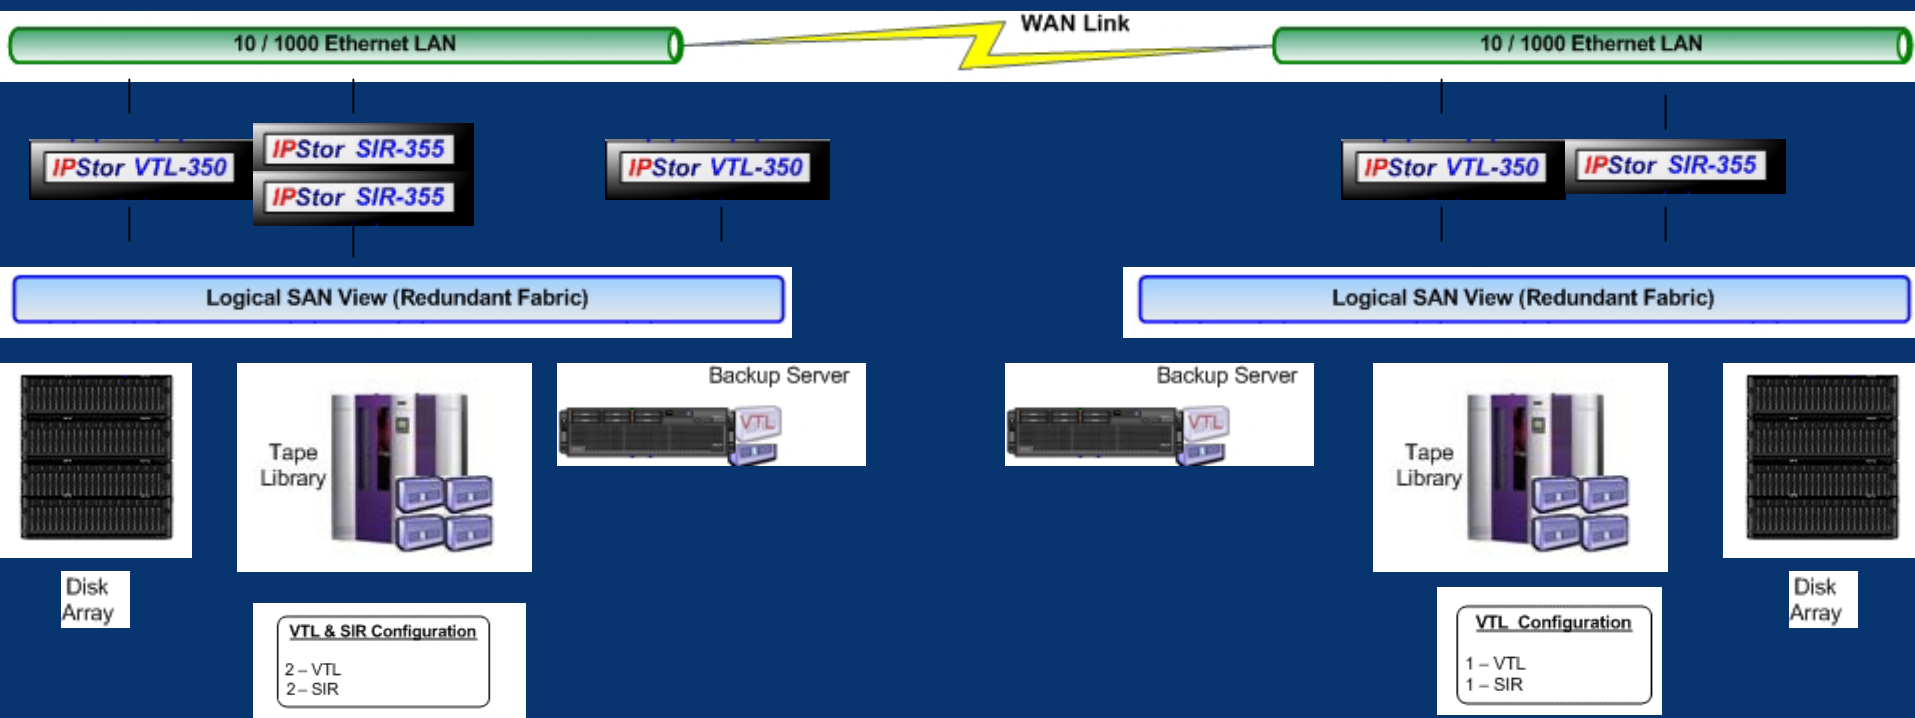 WAN Link
10 / 1000 Ethernet LAN
10 / 1000 Ethernet LAN
IPStor VTL-350
IPStor SIR-355
IPStor SIR-355
IPStor VTL-350
IPStor VTL-350
IPStor SIR-355
Logical SAN View (Redundant Fabric)
Logical SAN View (Redundant Fabric)
Backup Server
VTL
Backup Server
VTL
Tape
Library
Tape
Library
Disk
Array
Disk
Array
VTL & SIR Configuration
2 – VTL
2 – SIR
VTL Configuration
1 – VTL
1 – SIR